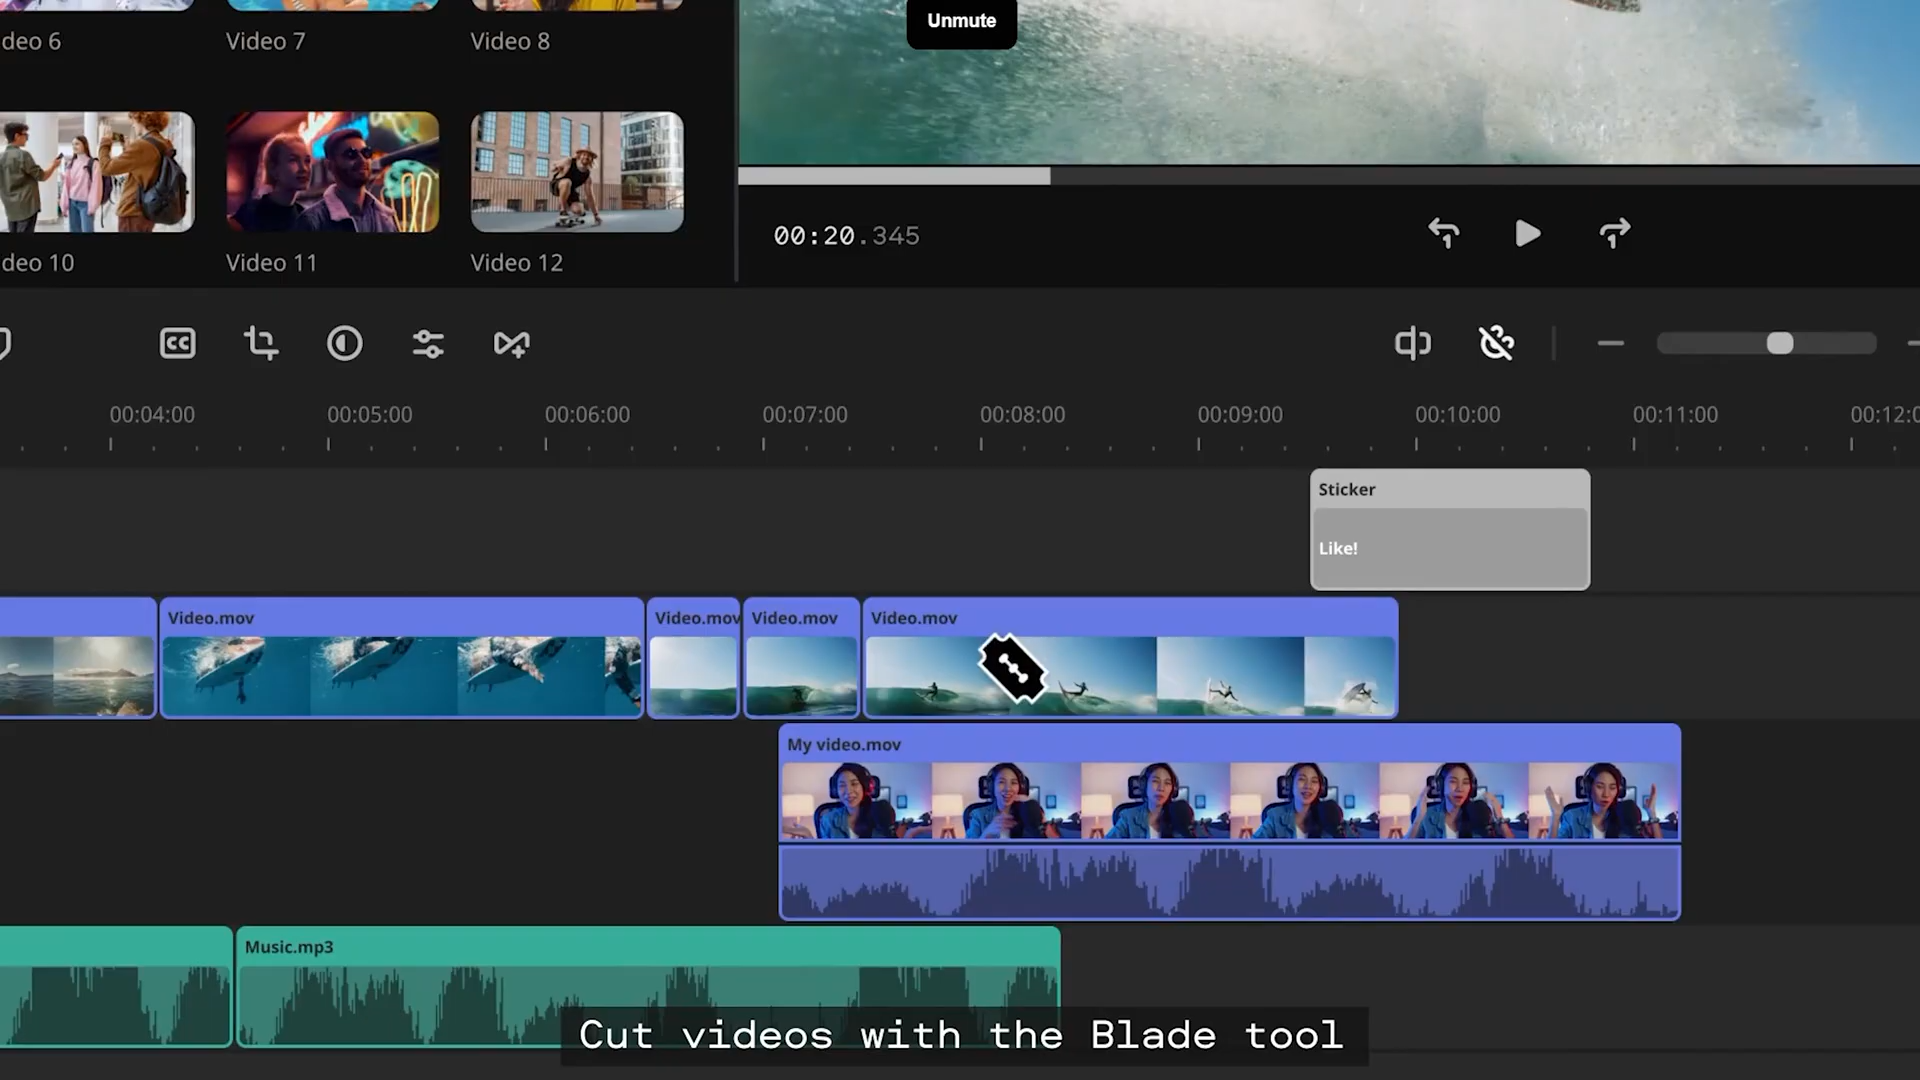 Unmute
deo 6
Video 7
Video 8
deo 10
Video 11
Video 12
00:20.345
CC
00:04:00
00:05:00
00:06:00
00:07:00
00:08:00
00:09:00
00:10:00
00:11:00
00:12:0
Sticker
Like!
Video.mov
Video.mov
Video.mov
Video.mov
My video.mov
Music.mp3
Cut videos with the Blade tool